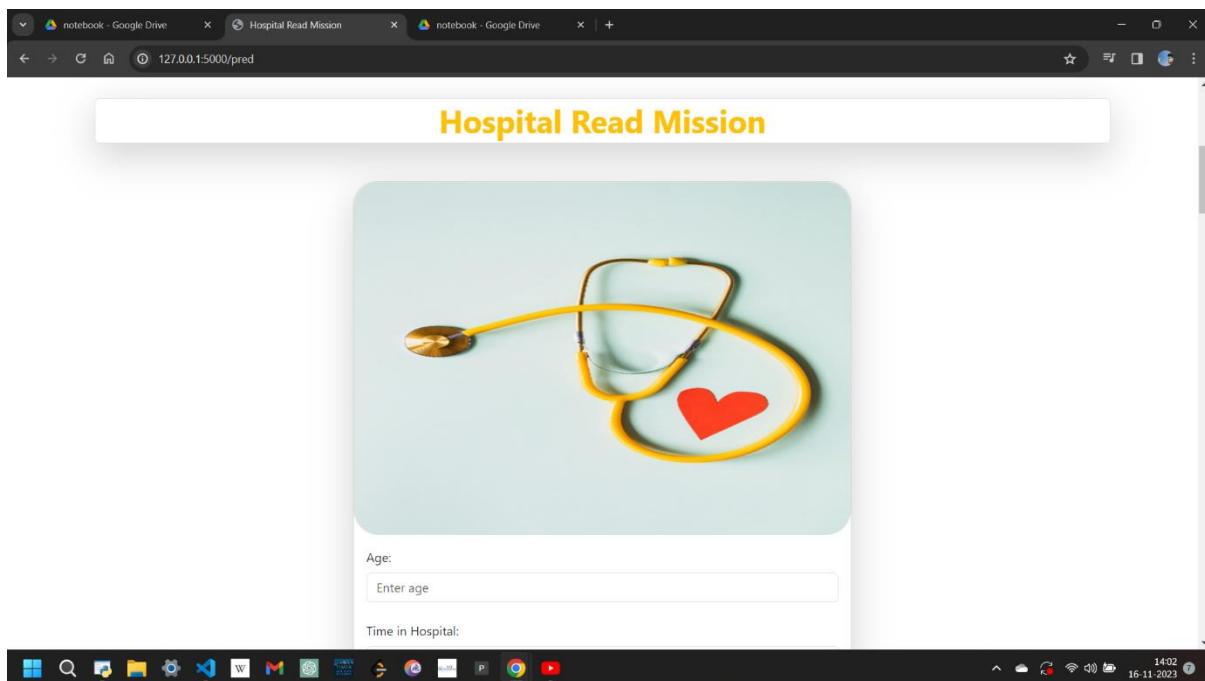 notebook - Google Drive
Hospital Read Mission
notebook - Google Drive
127.0.0.1:5000/pred
Hospital Read Mission
Age:
Enter age
Time in Hospital:
W
P
14:02
16-11-2023
7